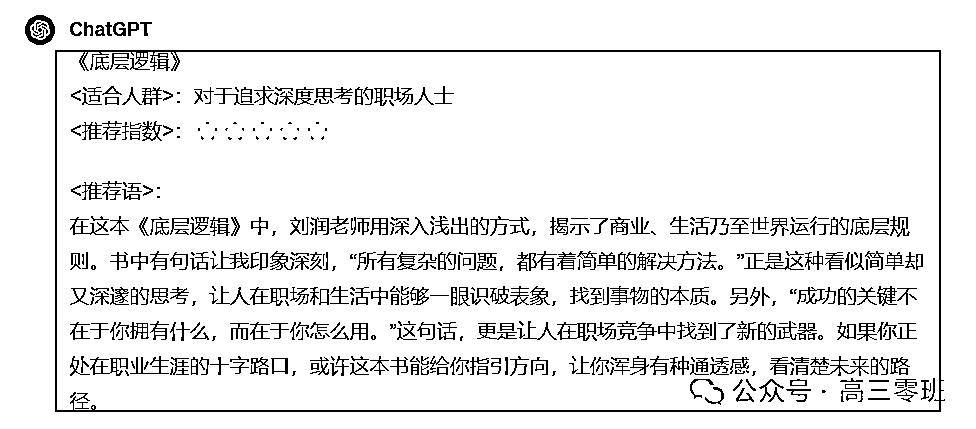 ChatGPT
《底层逻辑》
<适合人群>：对于追求深度思考的职场人士
<推荐指数>：☆☆☆☆☆
<推荐语>：
在这本《底层逻辑》中，刘润老师用深入浅出的方式，揭示了商业、生活乃至世界运行的底层规
则。书中有句话让我印象深刻，“所有复杂的问题，都有着简单的解决方法。”正是这种看似简单却
又深邃的思考，让人在职场和生活中能够一眼识破表象，找到事物的本质。另外，“成功的关键不
在于你拥有什么，而在于你怎么用。”这句话，更是让人在职场竞争中找到了新的武器。如果你正
处在职业生涯的十字路口，或许这本书能给你指引方向，让你浑身有种通透感，看清楚未来的路
径。
公众号·高三零班